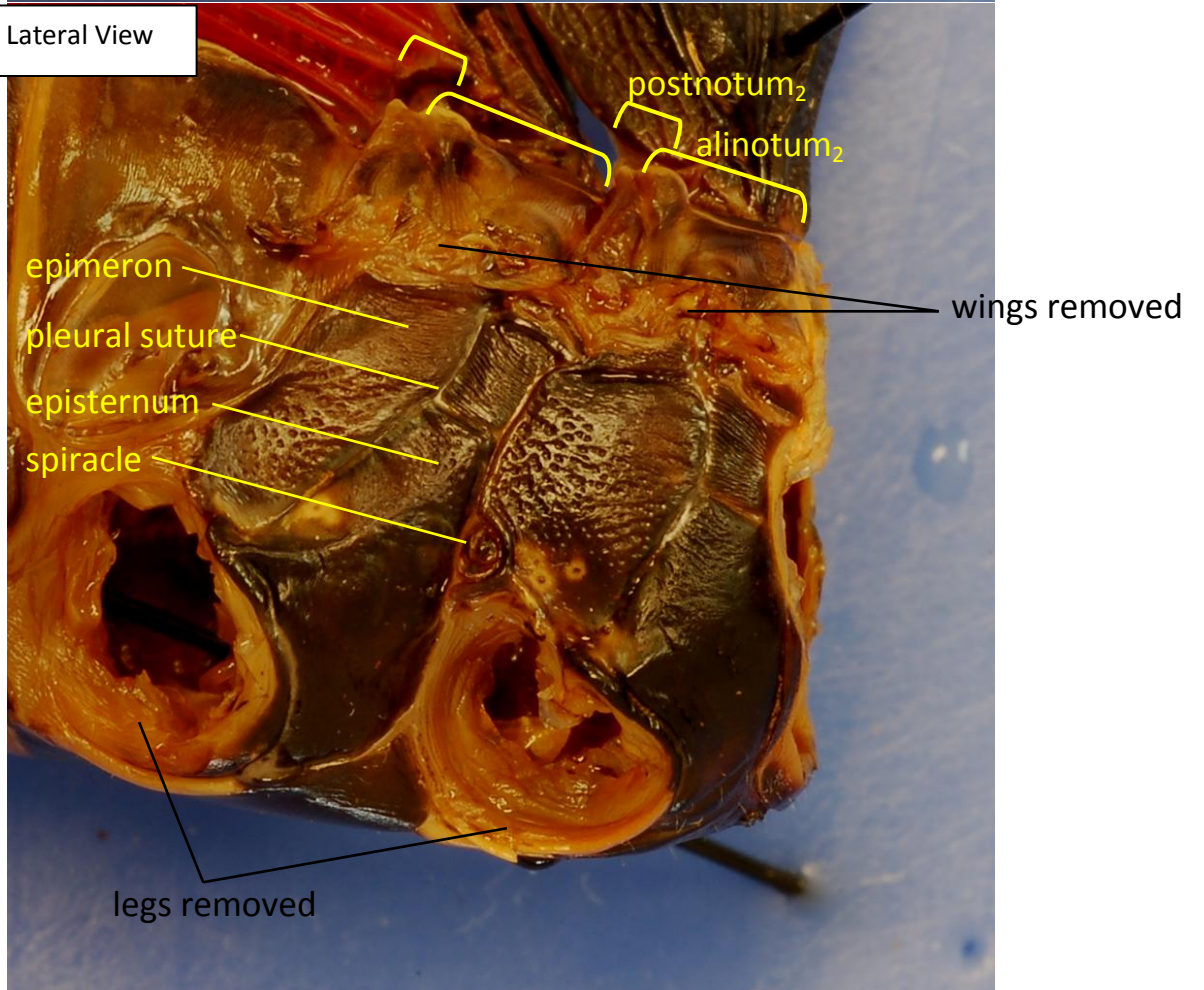 Lateral View
postnotum₂
alinotum₂
epimeron
pleural suture
episternum
spiracle
wings removed
legs removed